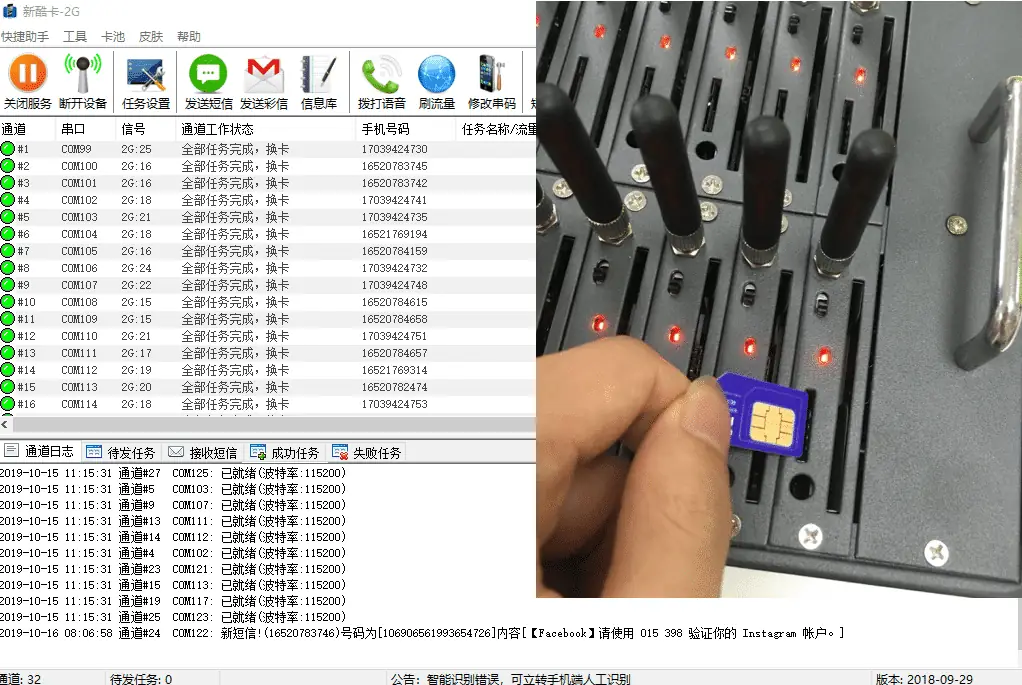 新酷卡-2G
快捷助手 工具 卡池 皮肤 帮助
关闭服务 断开设备 任务设置 发送短信 发送彩信 信息库 拨打语音 刷流量 修改串码
通道 串口 信号 通道工作状态 手机号码 任务名称/流量
#1 COM99 2G:25 全部任务完成，换卡 17039424730
#2 COM100 2G:16 全部任务完成，换卡 16520783745
#3 COM101 2G:16 全部任务完成，换卡 16520783742
#4 COM102 2G:18 全部任务完成，换卡 17039424741
#5 COM103 2G:21 全部任务完成，换卡 17039424735
#6 COM104 2G:18 全部任务完成，换卡 16521769194
#7 COM105 2G:16 全部任务完成，换卡 16520784159
#8 COM106 2G:24 全部任务完成，换卡 17039424732
#9 COM107 2G:22 全部任务完成，换卡 17039424748
#10 COM108 2G:15 全部任务完成，换卡 16520784615
#11 COM109 2G:15 全部任务完成，换卡 16520784658
#12 COM110 2G:21 全部任务完成，换卡 17039424751
#13 COM111 2G:17 全部任务完成，换卡 16520784657
#14 COM112 2G:19 全部任务完成，换卡 16521769314
#15 COM113 2G:20 全部任务完成，换卡 16520782474
#16 COM114 2G:18 全部任务完成，换卡 17039424753
通道日志 待发任务 接收短信 成功任务 失败任务
2019-10-15 11:15:31 通道#27 COM125: 已就绪(波特率:115200)
2019-10-15 11:15:31 通道#5 COM103: 已就绪(波特率:115200)
2019-10-15 11:15:31 通道#9 COM107: 已就绪(波特率:115200)
2019-10-15 11:15:31 通道#13 COM111: 已就绪(波特率:115200)
2019-10-15 11:15:31 通道#14 COM112: 已就绪(波特率:115200)
2019-10-15 11:15:31 通道#4 COM102: 已就绪(波特率:115200)
2019-10-15 11:15:31 通道#23 COM121: 已就绪(波特率:115200)
2019-10-15 11:15:31 通道#15 COM113: 已就绪(波特率:115200)
2019-10-15 11:15:31 通道#19 COM117: 已就绪(波特率:115200)
2019-10-15 11:15:31 通道#25 COM123: 已就绪(波特率:115200)
2019-10-16 08:06:58 通道#24 COM122: 新短信!(16520783746)号码为[106906561993654726]内容[【Facebook】请使用 015 398 验证你的 Instagram 帐户。]
通道: 32 待发任务: 0 公告：智能识别错误，可立转手机端人工识别 版本: 2018-09-29